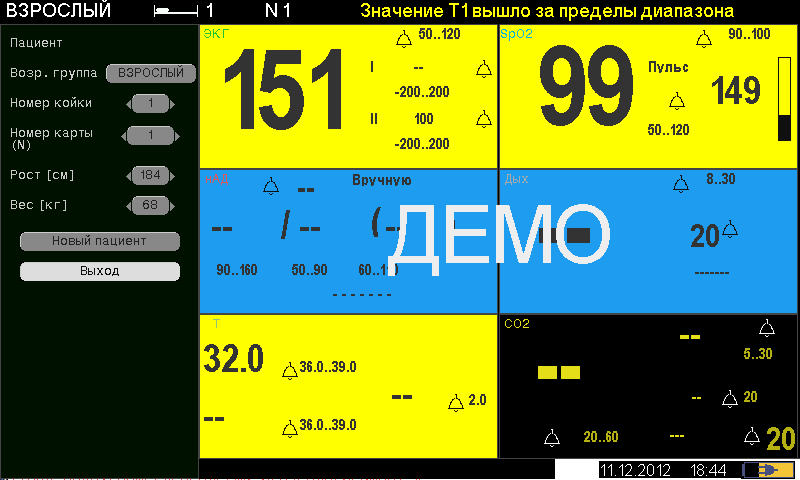 ВЗРОСЛЫЙ 1 N 1 Значение T1 вышло за пределы диапазона
Пациент
Возр. группа ВЗРОСЛЫЙ
Номер койки 1
Номер карты (N) 1
Рост [см] 184
Вес [кг] 68
Новый пациент
Выход
ЭКГ 50..120
151
I --
-200..200
II 100
-200..200
SpO2 90..100
99
Пульс 149
50..120
нАД -- Вручную
-- / -- (--
90..160 50..90 60..110
-------
Дых 8..30
-- 20
-------
ДЕМО
T
32.0 36.0..39.0
-- 2.0
-- 36.0..39.0
CO2 --
5..30
--
-- 20
20..60 --- 20
11.12.2012 18:44